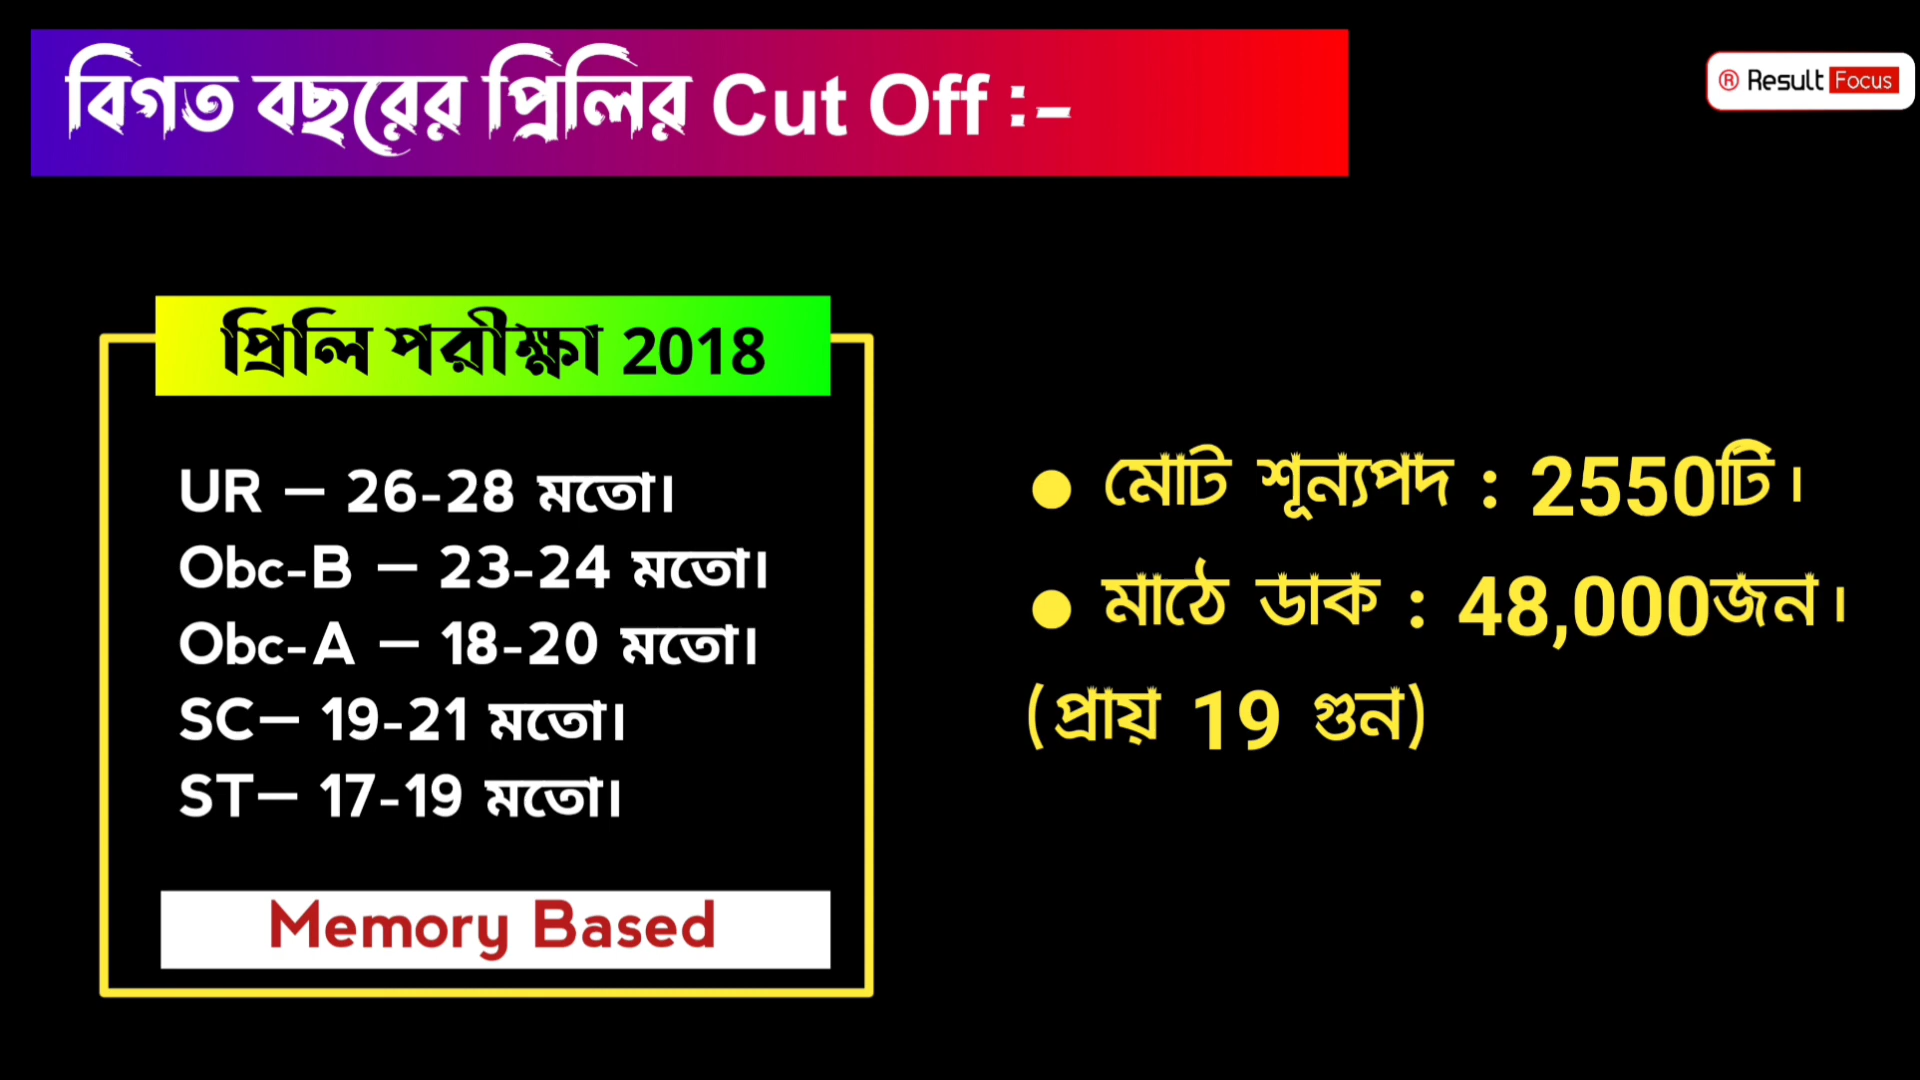 বিগত বছরের প্রিলির Cut Off :-
® Result Focus
প্রিলি পরীক্ষা 2018
UR – 26-28 মতো।
Obc-B – 23-24 মতো।
Obc-A – 18-20 মতো।
SC– 19-21 মতো।
ST– 17-19 মতো।
Memory Based
● মোট শূন্যপদ : 2550টি।
● মাঠে ডাক : 48,000জন।
(প্রায় 19 গুন)